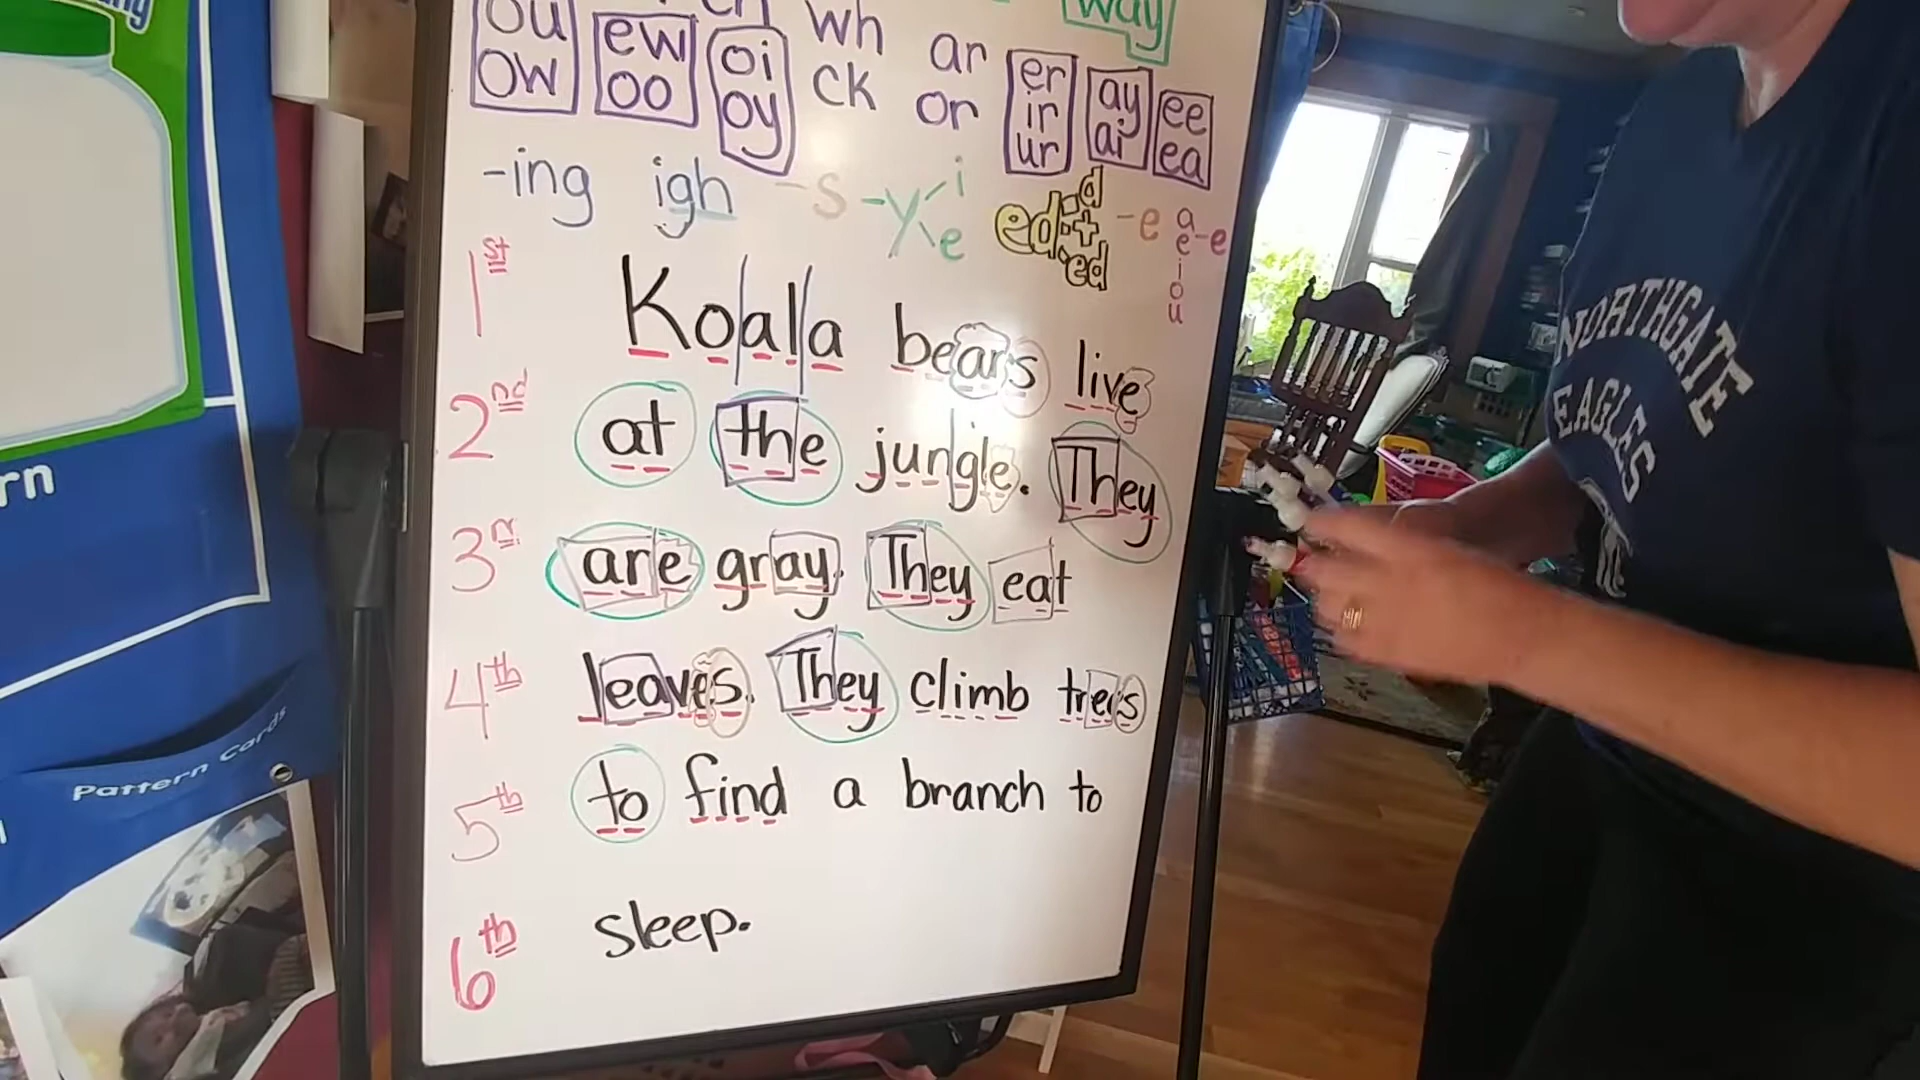 way
ou ew oi wh ar er ay ee
ow oo oy ck or ir ai ea
ur
-ing igh -s -y i e ed d + ed -e a e i o u -e
1st Koala bears live
2nd at the jungle. They
3r are gray. They eat
4th leaves. They climb trees
5th to find a branch to
6th sleep.
rn
Pattern Cards
NORTHGATE
EAGLES